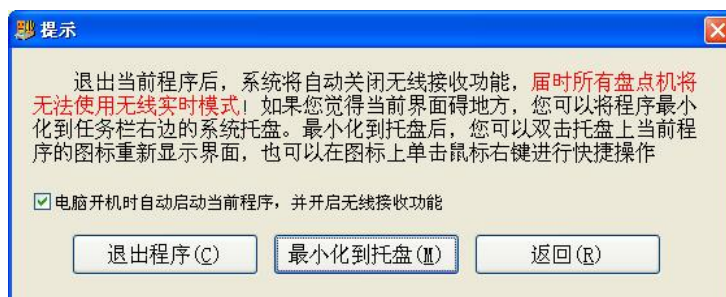 提示
退出当前程序后，系统将自动关闭无线接收功能，届时所有盘点机将
无法使用无线实时模式！如果您觉得当前界面碍地方，您可以将程序最小
化到任务栏右边的系统托盘。最小化到托盘后，您可以双击托盘上当前程
序的图标重新显示界面，也可以在图标上单击鼠标右键进行快捷操作
电脑开机时自动启动当前程序，并开启无线接收功能
退出程序(C) 最小化到托盘(M) 返回(R)